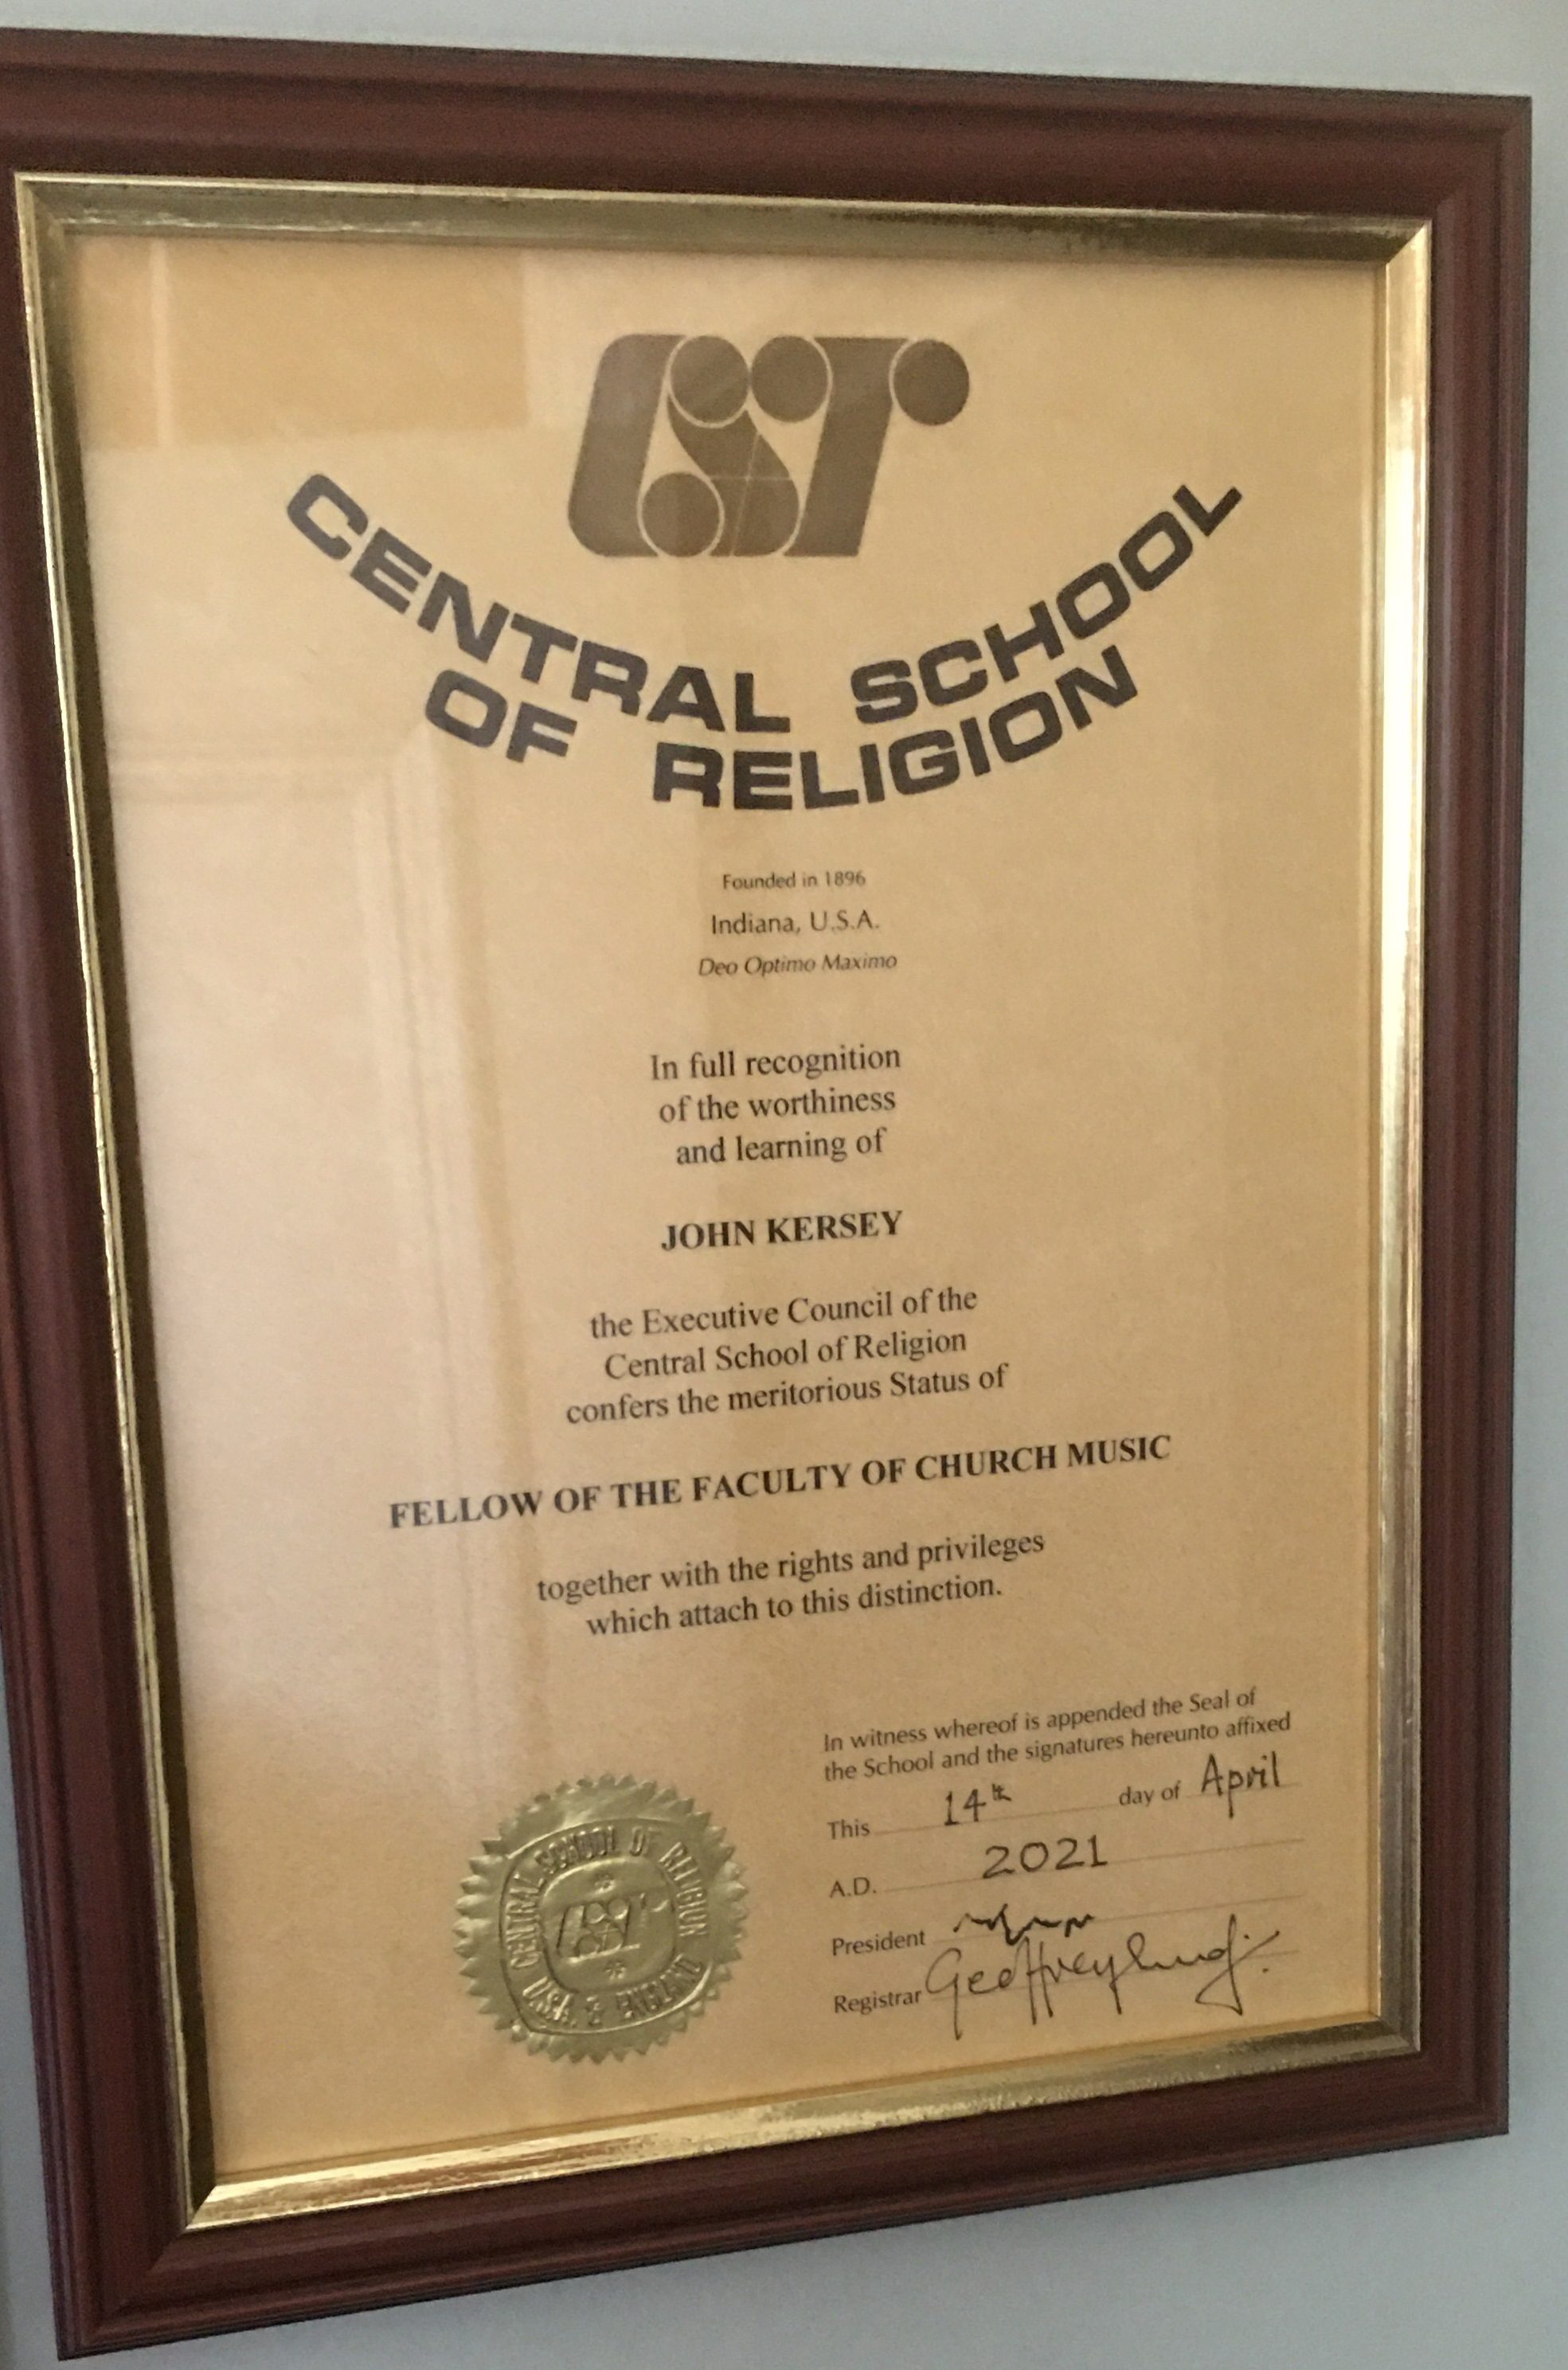 CSR
CENTRAL SCHOOL
OF RELIGION
Founded in 1896
Indiana, U.S.A.
Deo Optimo Maximo
In full recognition
of the worthiness
and learning of
JOHN KERSEY
the Executive Council of the
Central School of Religion
confers the meritorious Status of
FELLOW OF THE FACULTY OF CHURCH MUSIC
together with the rights and privileges
which attach to this distinction.
In witness whereof is appended the Seal of
the School and the signatures hereunto affixed
This 14th day of April
A.D. 2021
President
Registrar Geoffrey
CENTRAL SCHOOL OF RELIGION
U.S.A. & ENGLAND
CSR